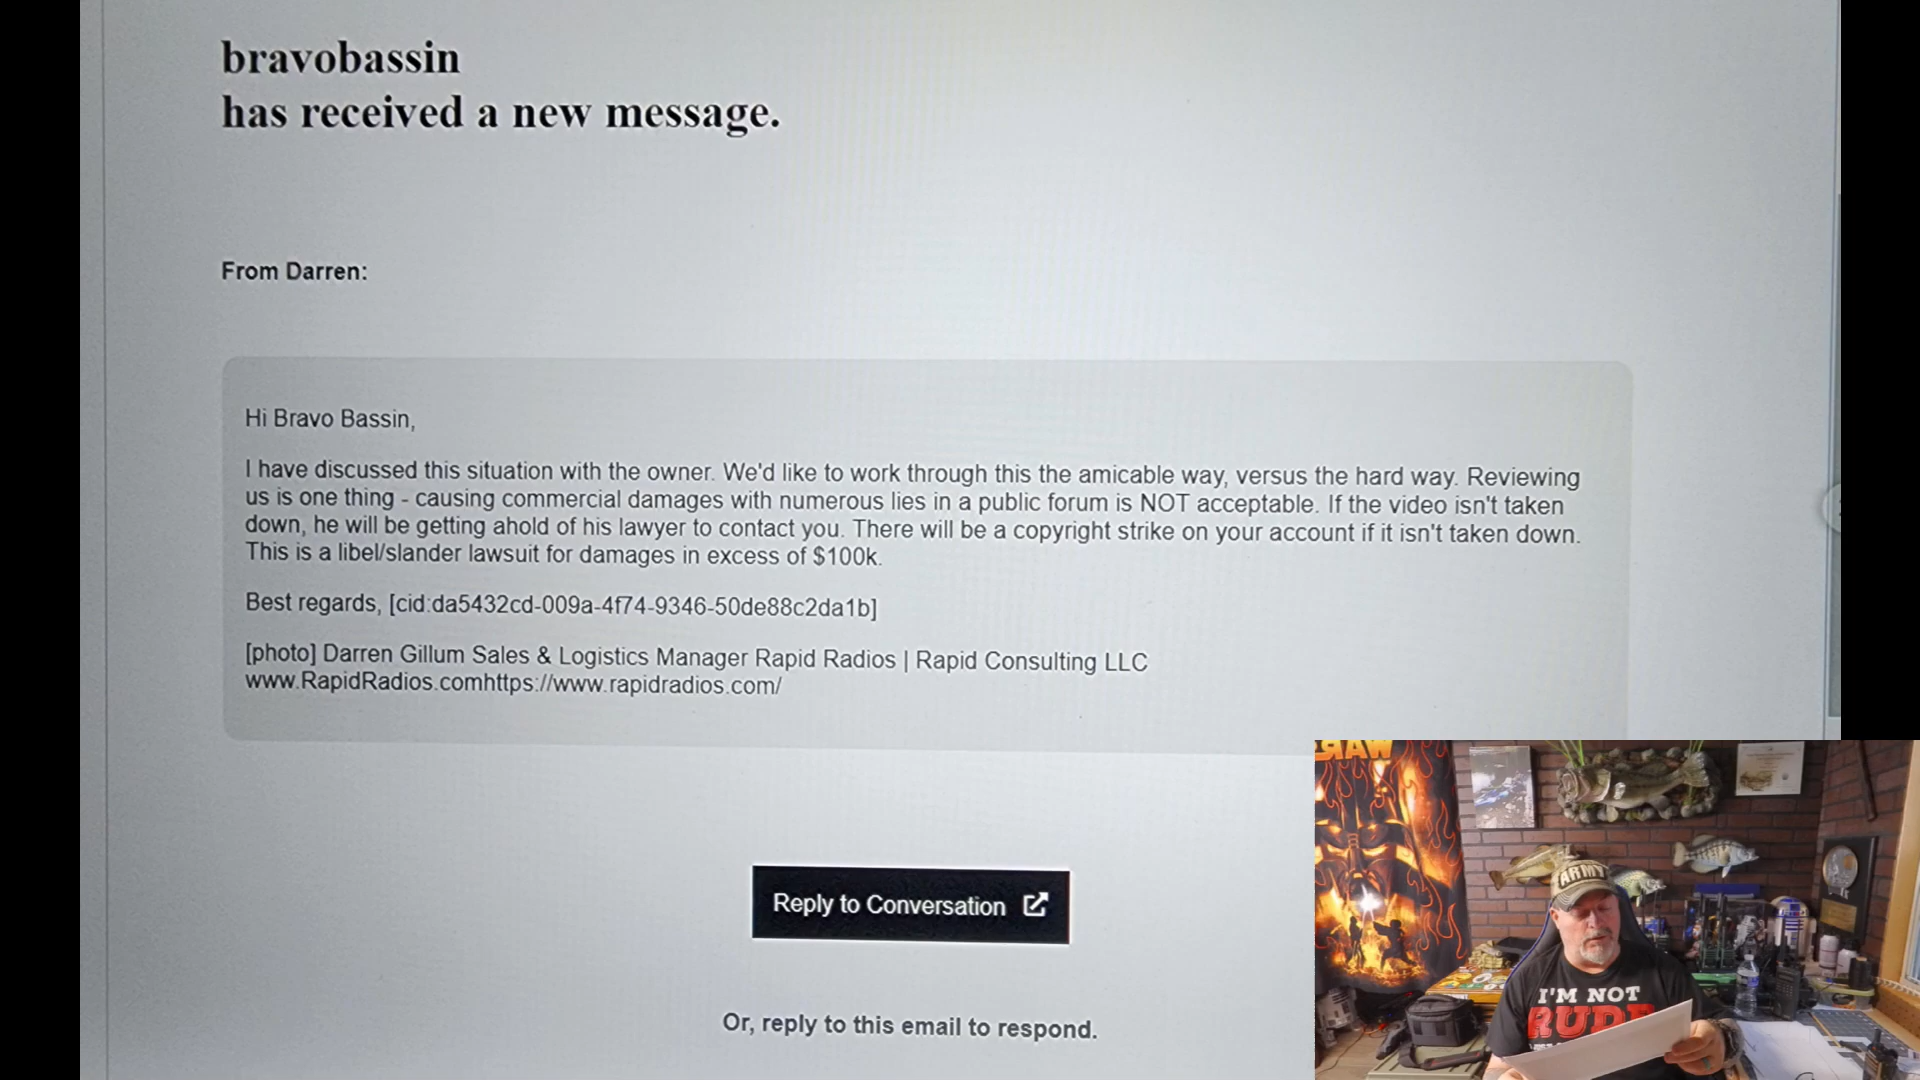 bravobassin
has received a new message.
From Darren:
Hi Bravo Bassin,
I have discussed this situation with the owner. We'd like to work through this the amicable way, versus the hard way. Reviewing
us is one thing - causing commercial damages with numerous lies in a public forum is NOT acceptable. If the video isn't taken
down, he will be getting ahold of his lawyer to contact you. There will be a copyright strike on your account if it isn't taken down.
This is a libel/slander lawsuit for damages in excess of $100k.
Best regards, [cid:da5432cd-009a-4f74-9346-50de88c2da1b]
[photo] Darren Gillum Sales & Logistics Manager Rapid Radios | Rapid Consulting LLC
www.RapidRadios.comhttps://www.rapidradios.com/
Reply to Conversation
Or, reply to this email to respond.
WAR
ARMY
I'M NOT
RUDE